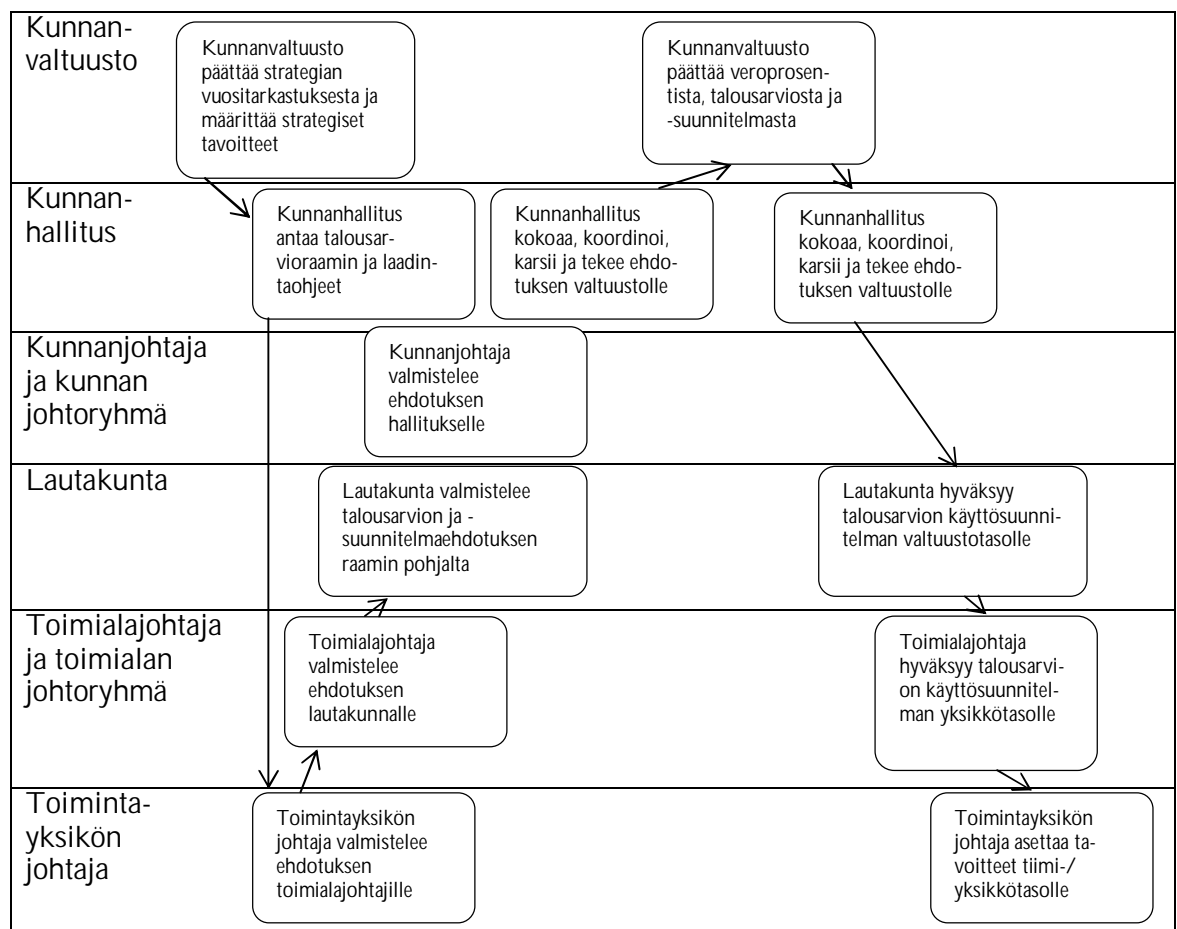 Kunnan-
valtuusto
Kunnanvaltuusto
päättää strategian
vuositarkastuksesta ja
määrittää strategiset
tavoitteet
Kunnanvaltuusto
päättää veroprosen-
tista, talousarviosta ja
-suunnitelmasta
Kunnan-
hallitus
Kunnanhallitus
antaa talousar-
vioraamin ja laadin-
taohjeet
Kunnanhallitus
kokoaa, koordinoi,
karsii ja tekee ehdo-
tuksen valtuustolle
Kunnanhallitus
kokoaa, koordinoi,
karsii ja tekee ehdo-
tuksen valtuustolle
Kunnanjohtaja
ja kunnan
johtoryhmä
Kunnanjohtaja
valmistelee
ehdotuksen
hallitukselle
Lautakunta
Lautakunta valmistelee
talousarvion ja -
suunnitelmaehdotuksen
raamin pohjalta
Lautakunta hyväksyy
talousarvion käyttösuunni-
telman valtuustotasolle
Toimialajohtaja
ja toimialan
johtoryhmä
Toimialajohtaja
valmistelee
ehdotuksen
lautakunnalle
Toimialajohtaja
hyväksyy talousarvi-
on käyttösuunnitel-
man yksikkötasolle
Toiminta-
yksikön
johtaja
Toimintayksikön
johtaja valmistelee
ehdotuksen
toimialajohtajille
Toimintayksikön
johtaja asettaa ta-
voitteet tiimi-/
yksikkötasolle